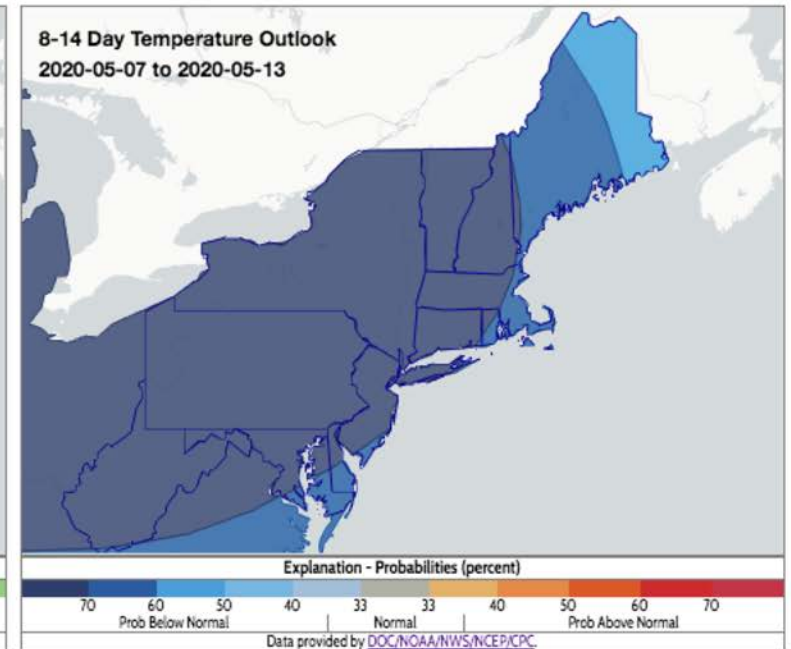 8-14 Day Temperature Outlook
2020-05-07 to 2020-05-13
Explanation - Probabilities (percent)
70 60 50 40 33 33 40 50 60 70
Prob Below Normal | Normal | Prob Above Normal
Data provided by DOC/NOAA/NWS/NCEP/CPC.